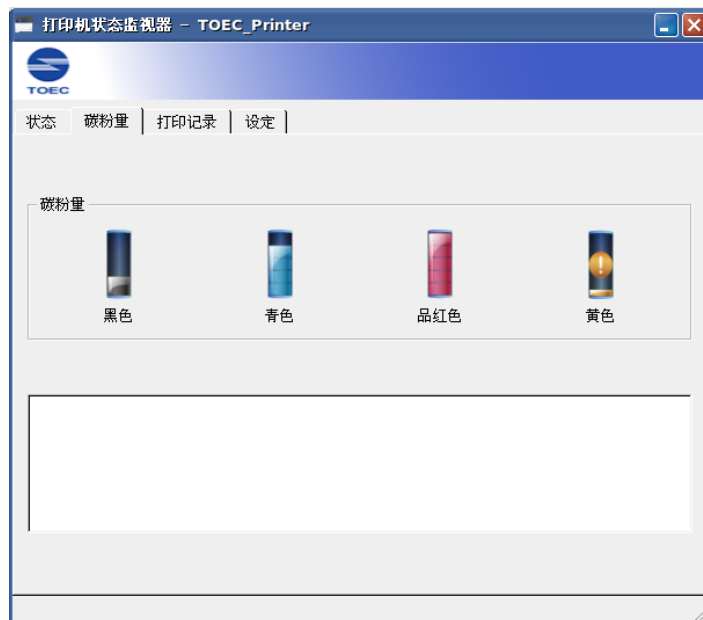 打印机状态监视器 – TOEC_Printer
TOEC
状态 碳粉量 打印记录 设定
碳粉量
黑色 青色 品红色 黄色